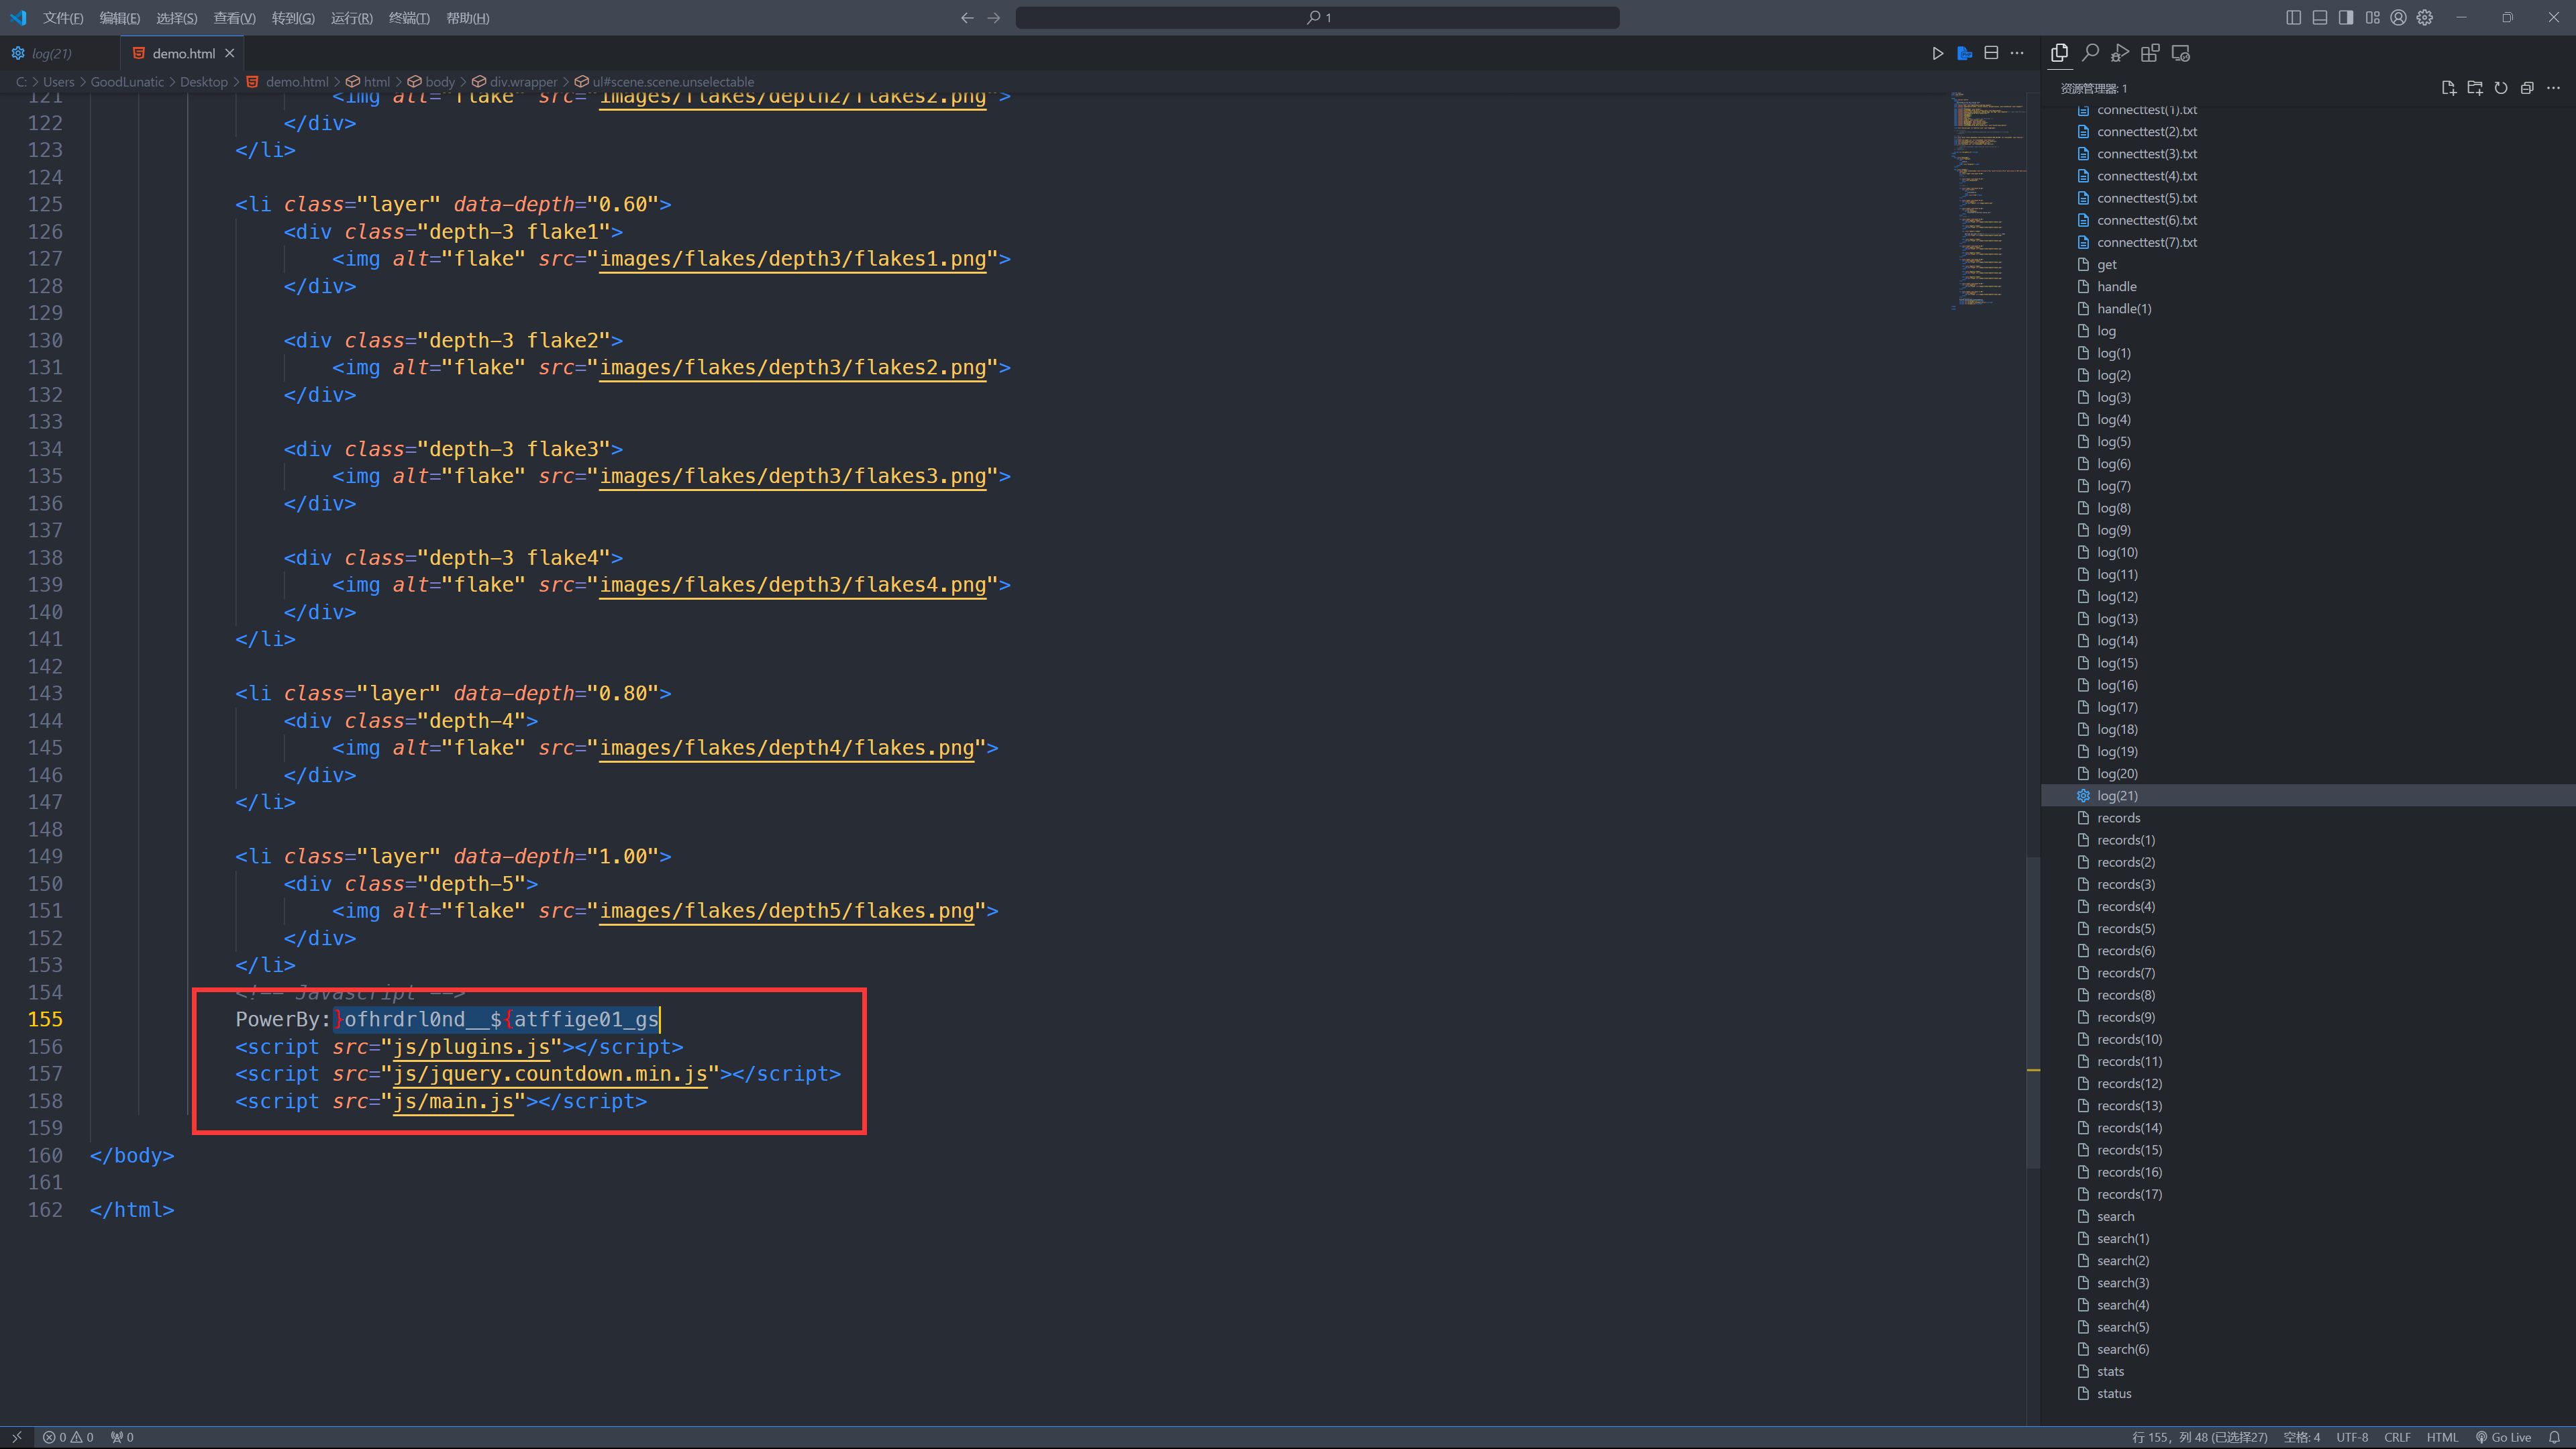 文件(F) 编辑(E) 选择(S) 查看(V) 转到(G) 运行(R) 终端(T) 帮助(H)
1
log(21) demo.html
C: > Users > GoodLunatic > Desktop > demo.html > html > body > div.wrapper > ul#scene.scene.unselectable
121 <img alt="flake" src="images/flakes/depth2/flakes2.png">
122 </div>
123 </li>
124
125 <li class="layer" data-depth="0.60">
126 <div class="depth-3 flake1">
127 <img alt="flake" src="images/flakes/depth3/flakes1.png">
128 </div>
129
130 <div class="depth-3 flake2">
131 <img alt="flake" src="images/flakes/depth3/flakes2.png">
132 </div>
133
134 <div class="depth-3 flake3">
135 <img alt="flake" src="images/flakes/depth3/flakes3.png">
136 </div>
137
138 <div class="depth-3 flake4">
139 <img alt="flake" src="images/flakes/depth3/flakes4.png">
140 </div>
141 </li>
142
143 <li class="layer" data-depth="0.80">
144 <div class="depth-4">
145 <img alt="flake" src="images/flakes/depth4/flakes.png">
146 </div>
147 </li>
148
149 <li class="layer" data-depth="1.00">
150 <div class="depth-5">
151 <img alt="flake" src="images/flakes/depth5/flakes.png">
152 </div>
153 </li>
154 <!-- Javascript -->
155 PowerBy:}ofhrdrl0nd__${atffige01_gs
156 <script src="js/plugins.js"></script>
157 <script src="js/jquery.countdown.min.js"></script>
158 <script src="js/main.js"></script>
159
160 </body>
161
162 </html>
资源管理器: 1
connecttest(1).txt
connecttest(2).txt
connecttest(3).txt
connecttest(4).txt
connecttest(5).txt
connecttest(6).txt
connecttest(7).txt
get
handle
handle(1)
log
log(1)
log(2)
log(3)
log(4)
log(5)
log(6)
log(7)
log(8)
log(9)
log(10)
log(11)
log(12)
log(13)
log(14)
log(15)
log(16)
log(17)
log(18)
log(19)
log(20)
log(21)
records
records(1)
records(2)
records(3)
records(4)
records(5)
records(6)
records(7)
records(8)
records(9)
records(10)
records(11)
records(12)
records(13)
records(14)
records(15)
records(16)
records(17)
search
search(1)
search(2)
search(3)
search(4)
search(5)
search(6)
stats
status
0 0 0
行 155，列 48 (已选择27) 空格: 4 UTF-8 CRLF HTML Go Live